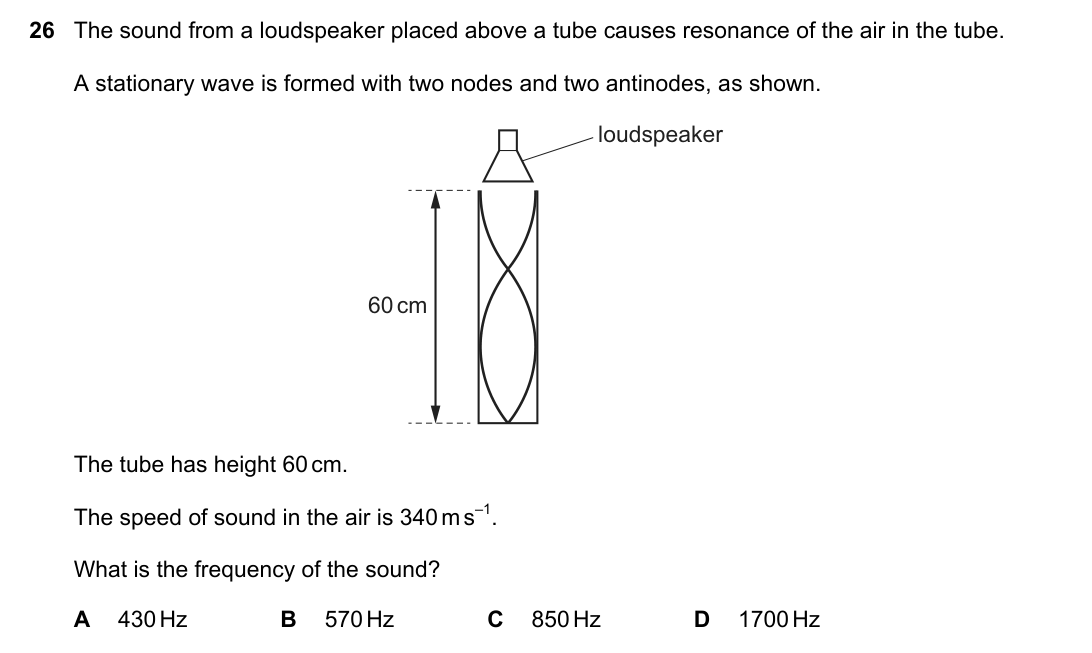 26 The sound from a loudspeaker placed above a tube causes resonance of the air in the tube.
A stationary wave is formed with two nodes and two antinodes, as shown.
loudspeaker
60 cm
The tube has height 60 cm.
The speed of sound in the air is 340 m s⁻¹.
What is the frequency of the sound?
A 430 Hz B 570 Hz C 850 Hz D 1700 Hz